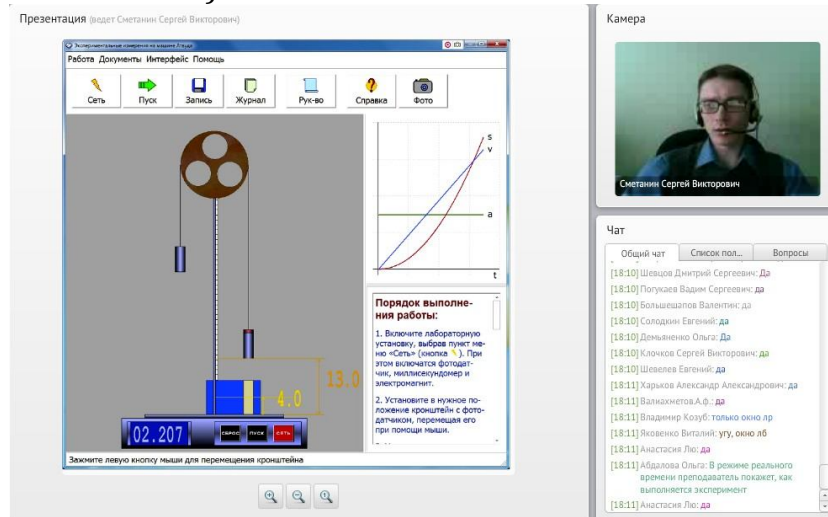 Презентация (ведет Сметанин Сергей Викторович)
Экспериментальные измерения на машине Атвуда
Работа Документы Интерфейс Помощь
Сеть Пуск Запись Журнал Рук-во Справка Фото
s
v
a
t
13.0
4.0
02.207
СБРОС ПУСК СЕТЬ
Порядок выполне-
ния работы:
1. Включите лабораторную
установку, выбрав пункт ме-
ню «Сеть» (кнопка ). При
этом включатся фотодат-
чик, миллисекундомер и
электромагнит.
2. Установите в нужное по-
ложение кронштейн с фото-
датчиком, перемещая его
при помощи мыши.
Зажмите левую кнопку мыши для перемещения кронштейна
Камера
Сметанин Сергей Викторович
Чат
Общий чат Список пол... Вопросы
[18:10] Шевцов Дмитрий Сергеевич: Да
[18:10] Погукаев Вадим Сергеевич: да
[18:10] Большешапов Валентин: да
[18:10] Солодкин Евгений: да
[18:10] Демьяненко Ольга: Да
[18:10] Клочков Сергей Викторович: да
[18:10] Шевелев Евгений: да
[18:11] Харьков Александр Александрович: да
[18:11] Валиахметов.А.ф.: да
[18:11] Владимир Козуб: только окно лр
[18:11] Яковенко Виталий: угу, окно лб
[18:11] Анастасия Лю: да
[18:11] Абдалова Ольга: В режиме реального
времени преподаватель покажет, как
выполняется эксперимент
[18:11] Анастасия Лю: да